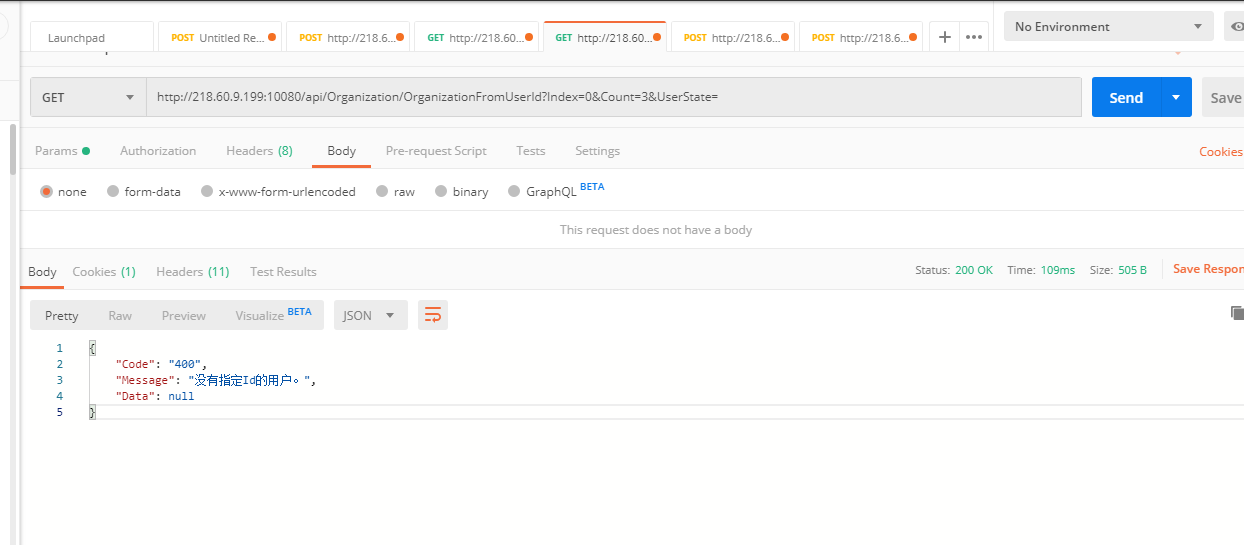 Launchpad
POST Untitled Re...
POST http://218.6...
GET http://218.60...
GET http://218.60...
POST http://218.6...
POST http://218.6...
No Environment
GET
http://218.60.9.199:10080/api/Organization/OrganizationFromUserId?Index=0&Count=3&UserState=
Send
Save
Params
Authorization
Headers (8)
Body
Pre-request Script
Tests
Settings
Cookies
none
form-data
x-www-form-urlencoded
raw
binary
GraphQL BETA
This request does not have a body
Body
Cookies (1)
Headers (11)
Test Results
Status: 200 OK
Time: 109ms
Size: 505 B
Save Respon
Pretty
Raw
Preview
Visualize BETA
JSON
1 {
2 "Code": "400",
3 "Message": "没有指定Id的用户。",
4 "Data": null
5 }